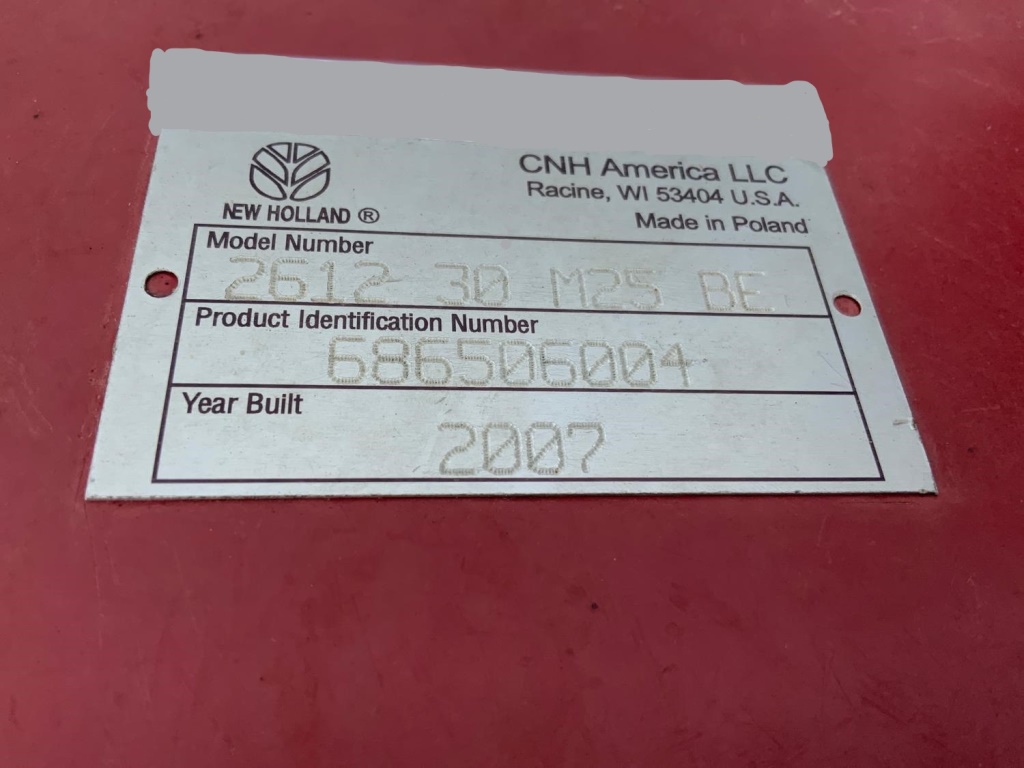 CNH America LLC
Racine, WI 53404 U.S.A.
Made in Poland
NEW HOLLAND ®
Model Number
2612 30 M25 BE
Product Identification Number
686506004
Year Built
2007